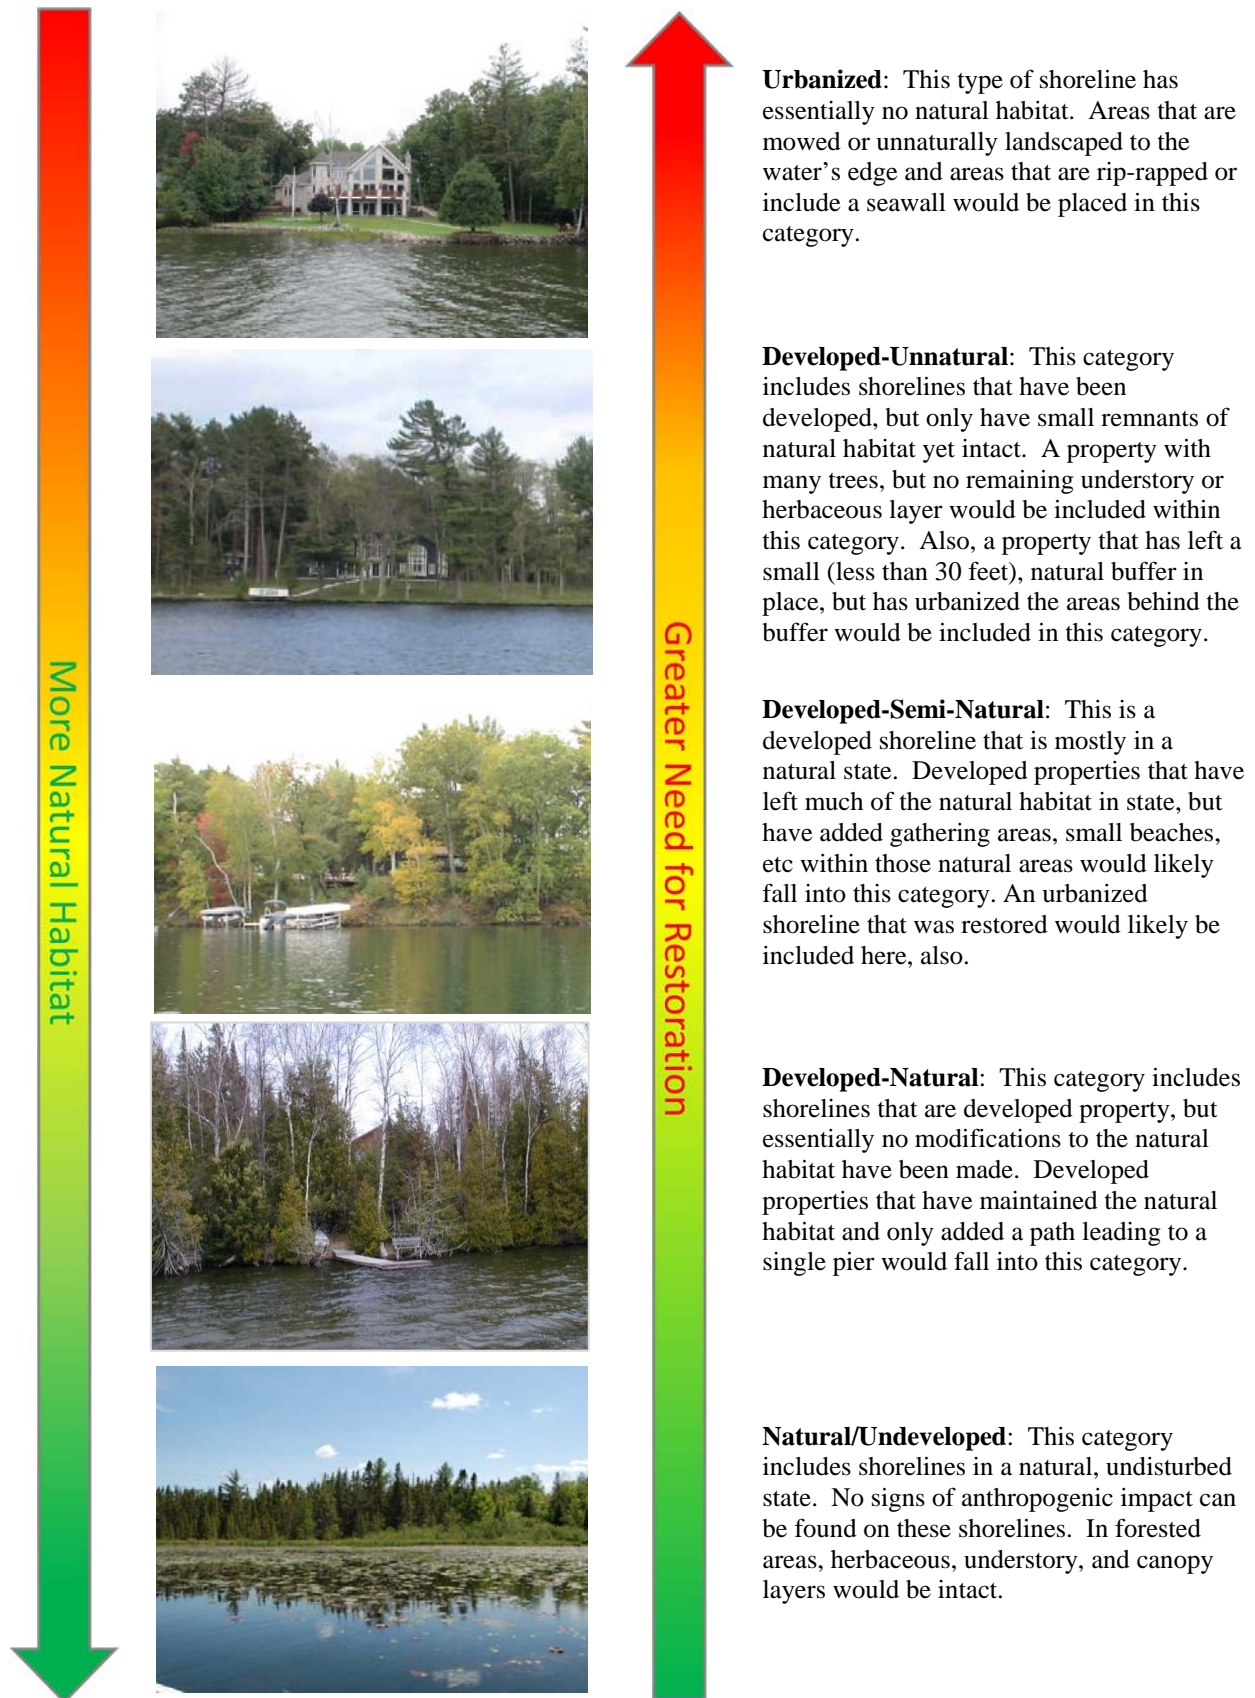 More Natural Habitat
Greater Need for Restoration
Urbanized:  This type of shoreline has
essentially no natural habitat.  Areas that are
mowed or unnaturally landscaped to the
water's edge and areas that are rip-rapped or
include a seawall would be placed in this
category.
Developed-Unnatural:  This category
includes shorelines that have been
developed, but only have small remnants of
natural habitat yet intact.  A property with
many trees, but no remaining understory or
herbaceous layer would be included within
this category.  Also, a property that has left a
small (less than 30 feet), natural buffer in
place, but has urbanized the areas behind the
buffer would be included in this category.
Developed-Semi-Natural:  This is a
developed shoreline that is mostly in a
natural state.  Developed properties that have
left much of the natural habitat in state, but
have added gathering areas, small beaches,
etc within those natural areas would likely
fall into this category. An urbanized
shoreline that was restored would likely be
included here, also.
Developed-Natural:  This category includes
shorelines that are developed property, but
essentially no modifications to the natural
habitat have been made.  Developed
properties that have maintained the natural
habitat and only added a path leading to a
single pier would fall into this category.
Natural/Undeveloped:  This category
includes shorelines in a natural, undisturbed
state.  No signs of anthropogenic impact can
be found on these shorelines.  In forested
areas, herbaceous, understory, and canopy
layers would be intact.